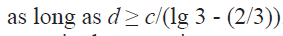 as long as d ≥ c/(lg 3 - (2/3))